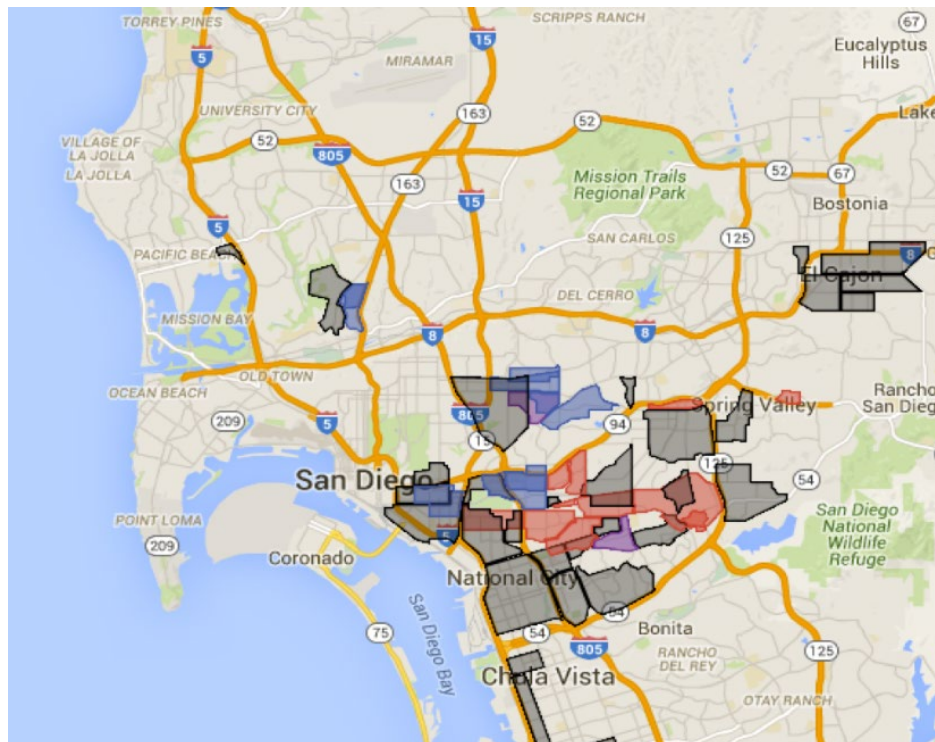 TORREY PINES
SCRIPPS RANCH
67
5
15
MIRAMAR
Eucalyptus
Hills
UNIVERSITY CITY
163
Lake
52
52
VILLAGE OF
LA JOLLA
LA JOLLA
805
163
15
Mission Trails
Regional Park
52
67
Bostonia
5
SAN CARLOS
125
PACIFIC BEACH
8
El Cajon
MISSION BAY
DEL CERRO
8
8
OLD TOWN
OCEAN BEACH
209
5
805
15
94
Spring Valley
Rancho
San Dieg
San Diego
125
54
POINT LOMA
209
Coronado
5
San Diego
National
Wildlife
Refuge
National City
San Diego Bay
54
54
Bonita
75
805
RANCHO
DEL REY
125
Chula Vista
OTAY RANCH